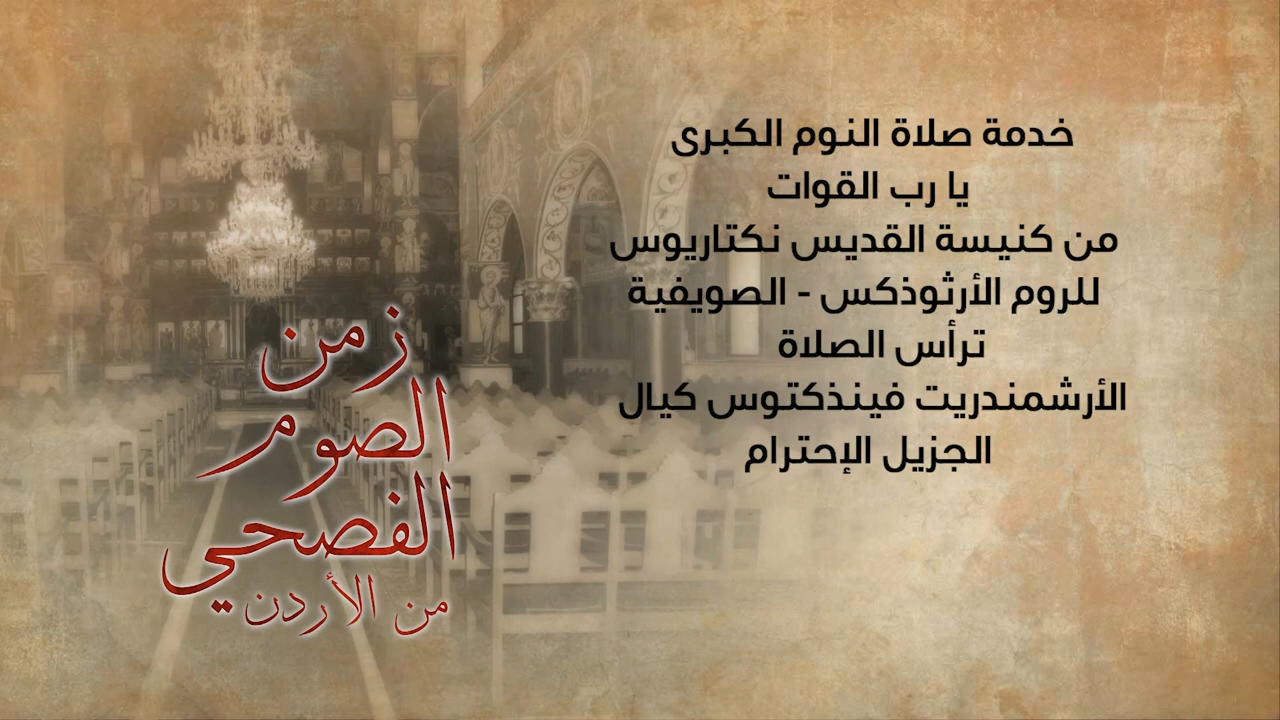 خدمة صلاة النوم الكبرى
يا رب القوات
من كنيسة القديس نكتاريوس
للروم الأرثوذكس - الصويفية
ترأس الصلاة
الأرشمندريت فينذكتوس كيال
الجزيل الإحترام
زمن
الصوم
الفصحي
من الأردن